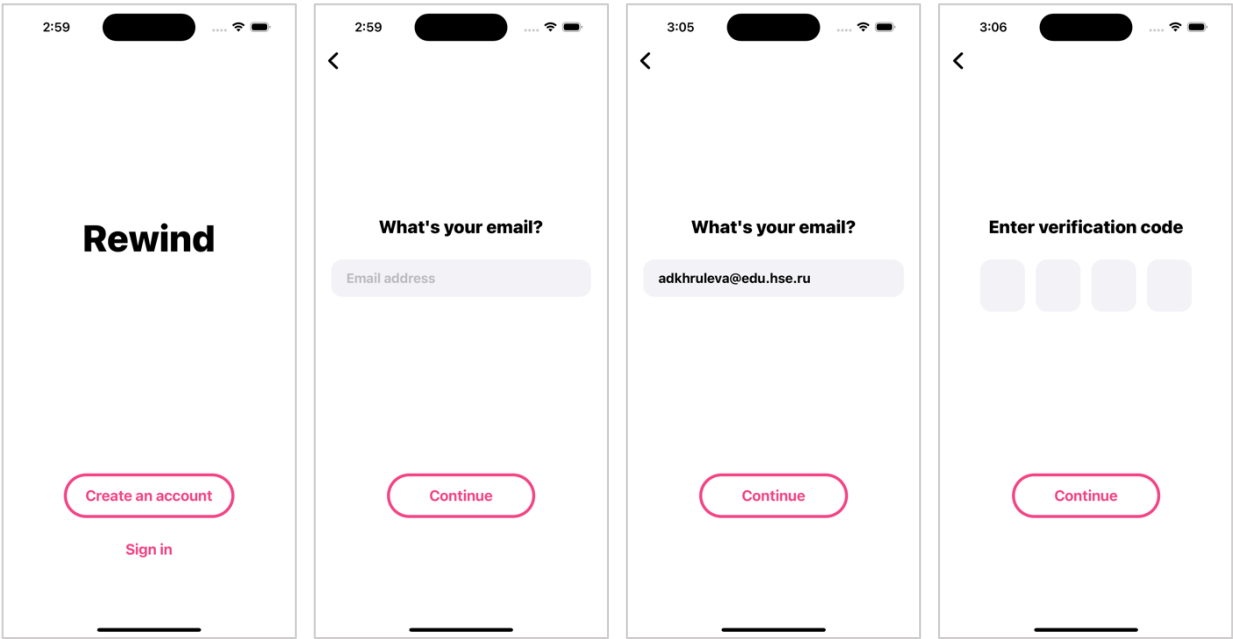 2:59
Rewind
Create an account
Sign in
2:59
What's your email?
Email address
Continue
3:05
What's your email?
adkhruleva@edu.hse.ru
Continue
3:06
Enter verification code
Continue